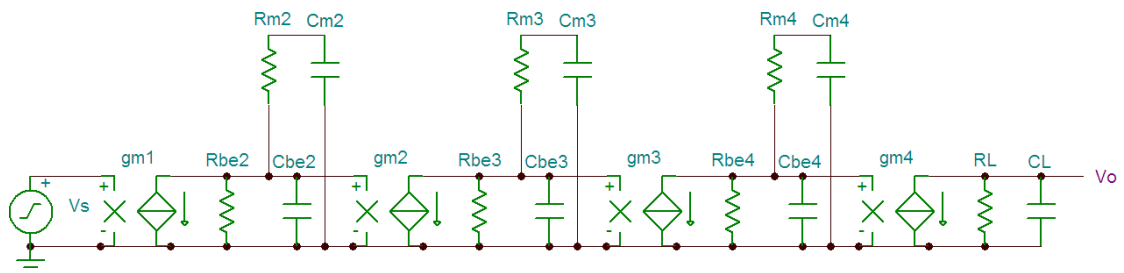 Rm2 Cm2 Rm3 Cm3 Rm4 Cm4
gm1 Rbe2 Cbe2 gm2 Rbe3 Cbe3 gm3 Rbe4 Cbe4 gm4 RL CL
+ Vs + - + - + - + - Vo